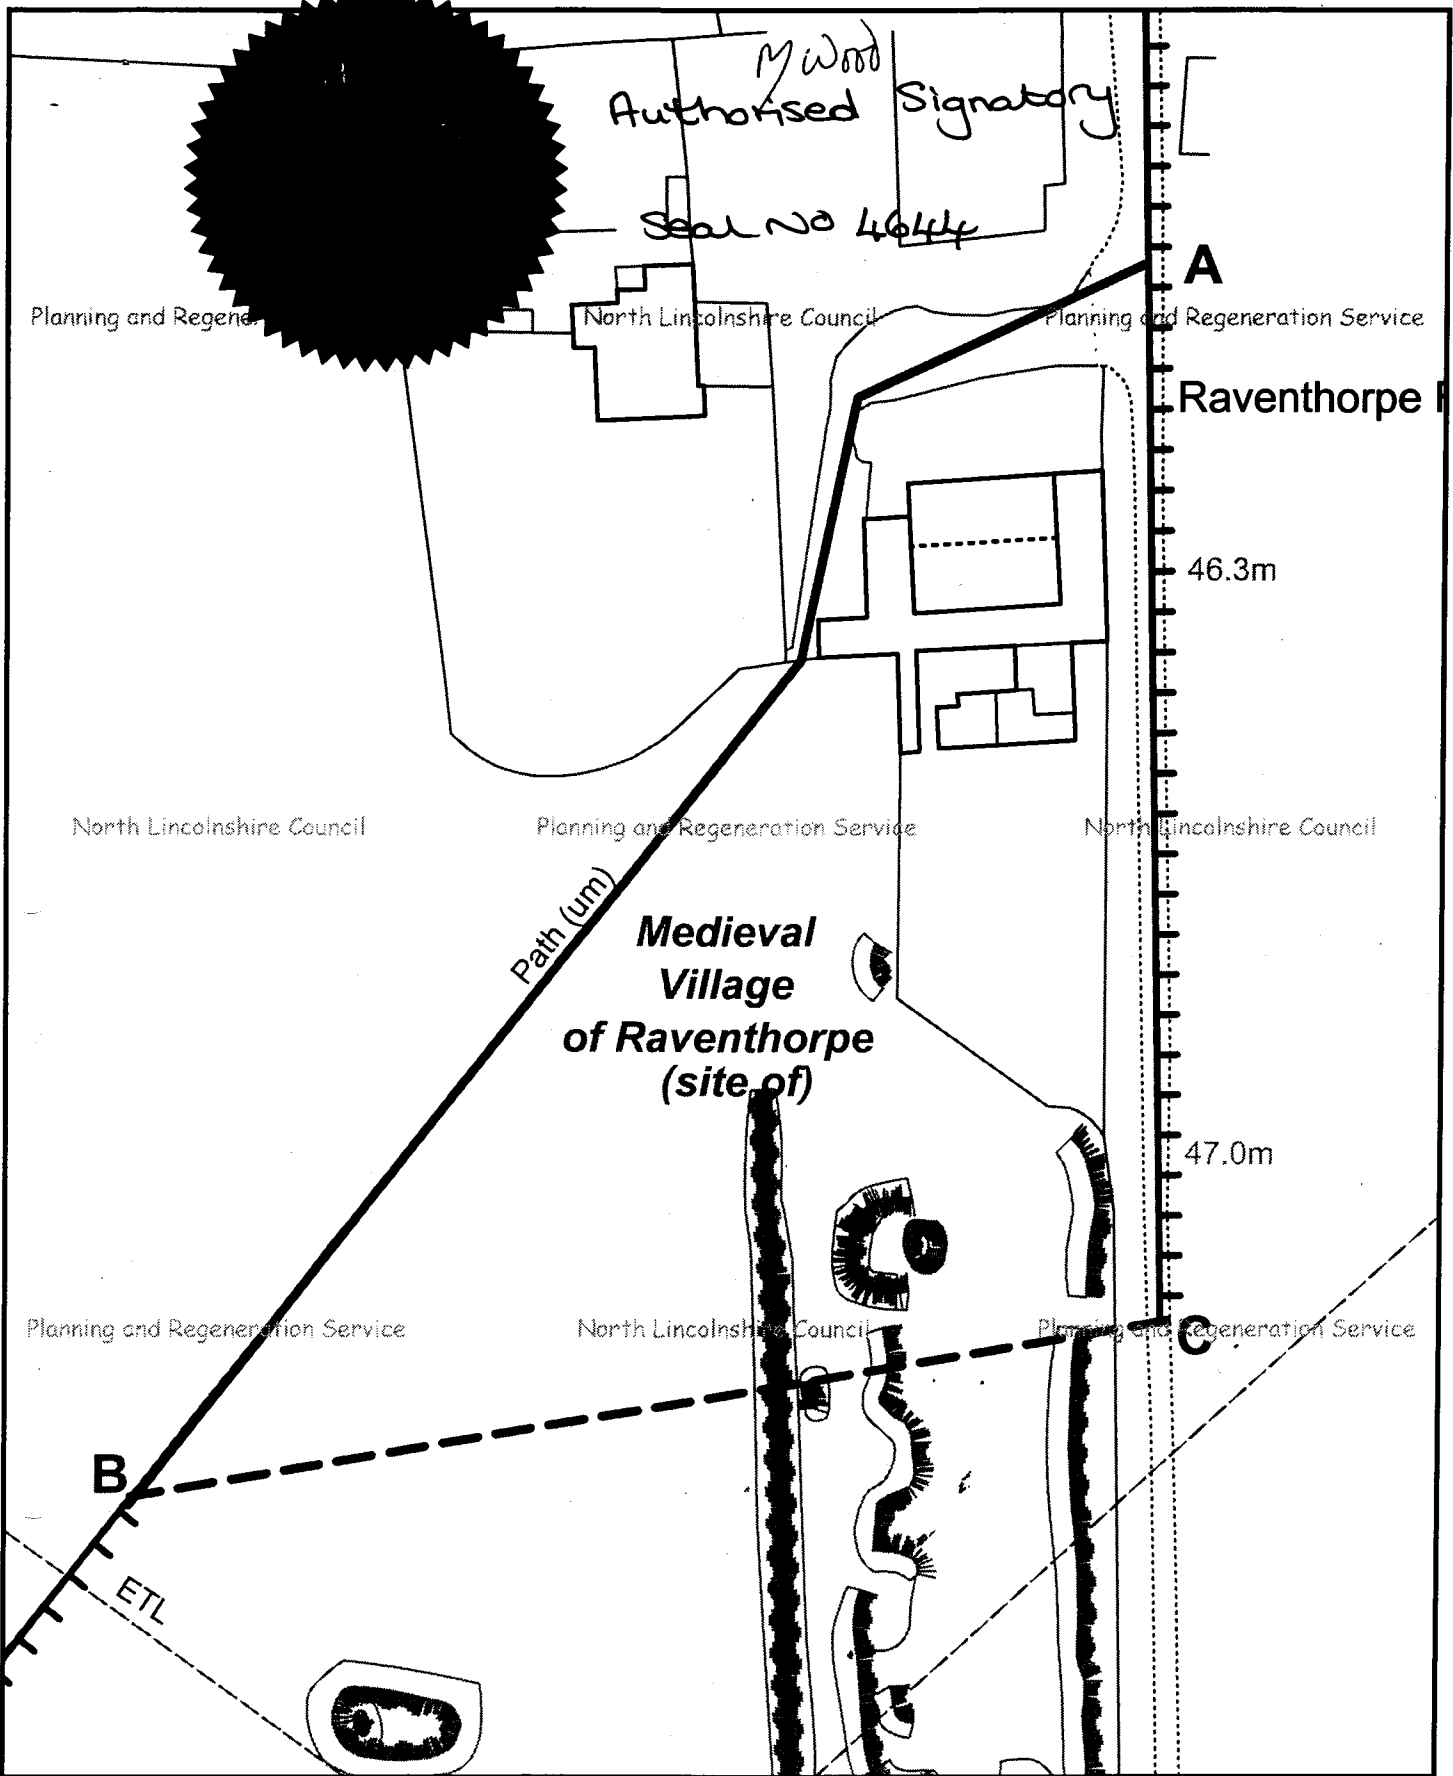 M Wood
Authorised Signatory
Seal No 4644
A
Planning and Regene
North Lincolnshire Council
Planning and Regeneration Service
Raventhorpe
46.3m
North Lincolnshire Council
Planning and Regeneration Service
North Lincolnshire Council
Path (um)
Medieval
Village
of Raventhorpe
(site of)
47.0m
Planning and Regeneration Service
North Lincolnshire Council
Planning and Regeneration Service
C
B
ETL